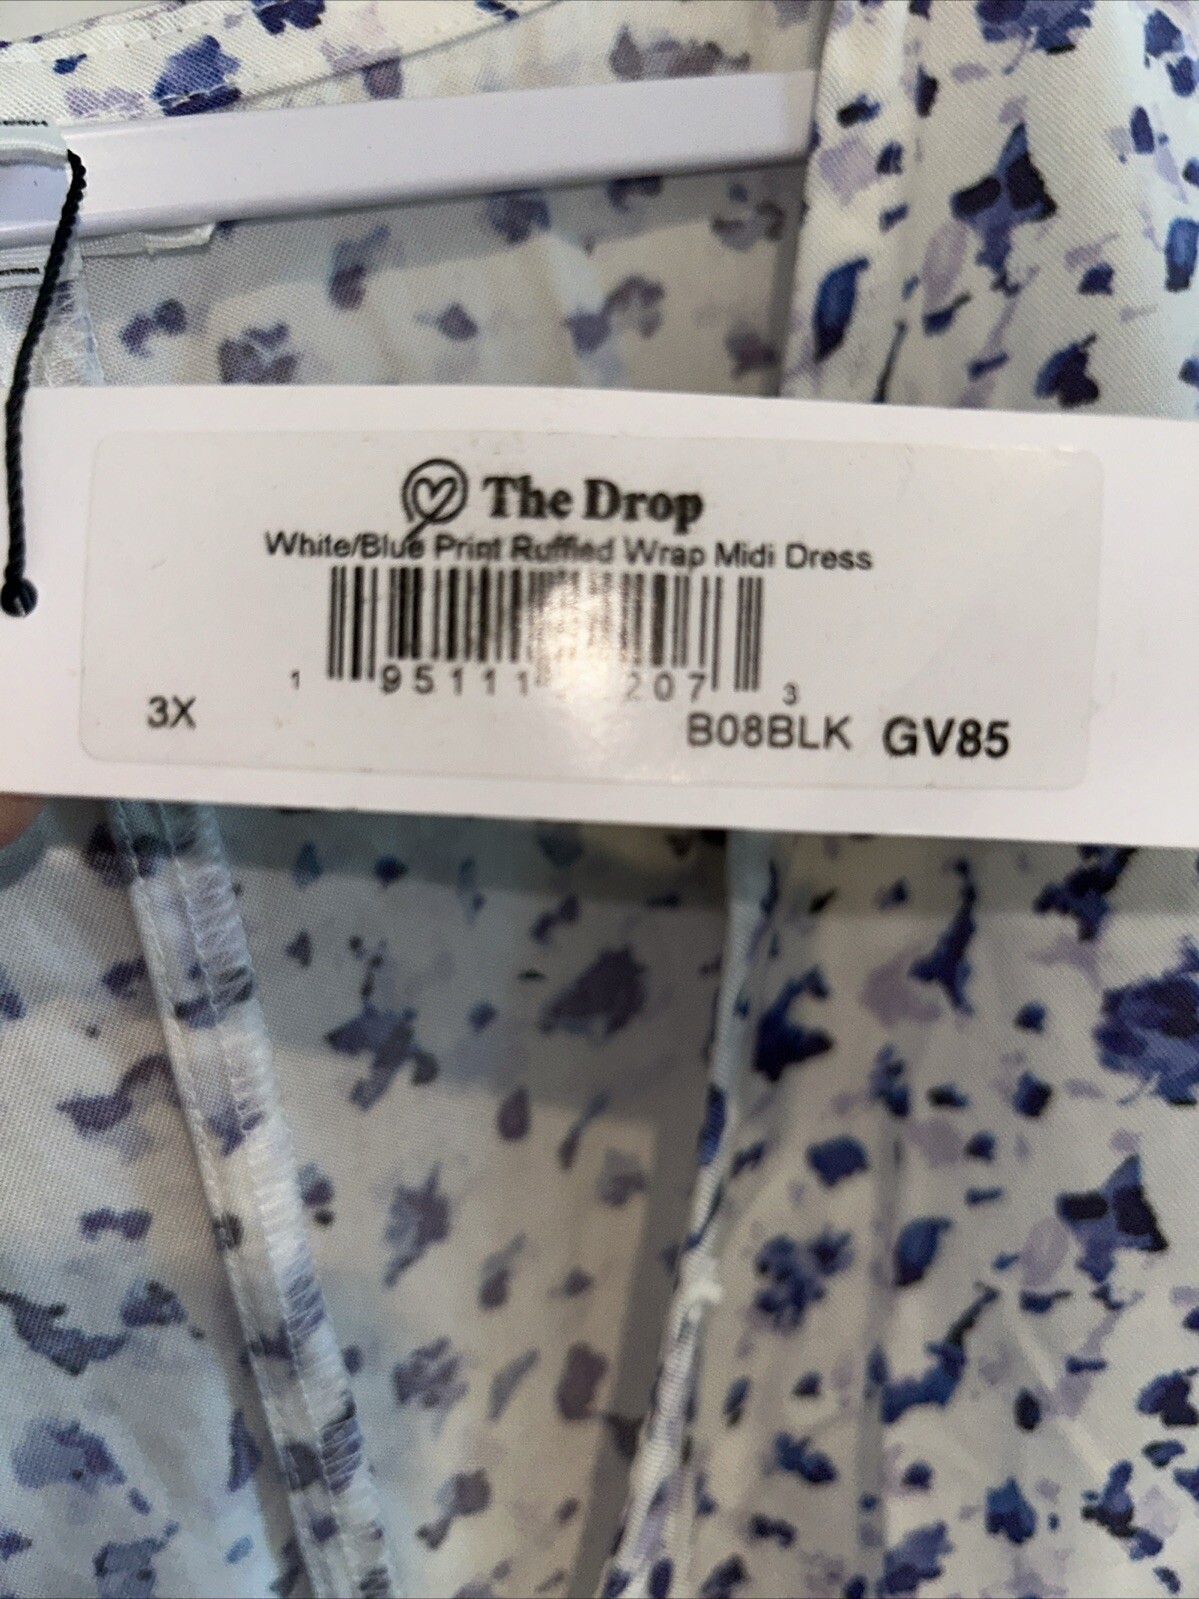 The Drop
White/Blue Print Ruffled Wrap Midi Dress
1 95111 207 3
3X
B08BLK GV85